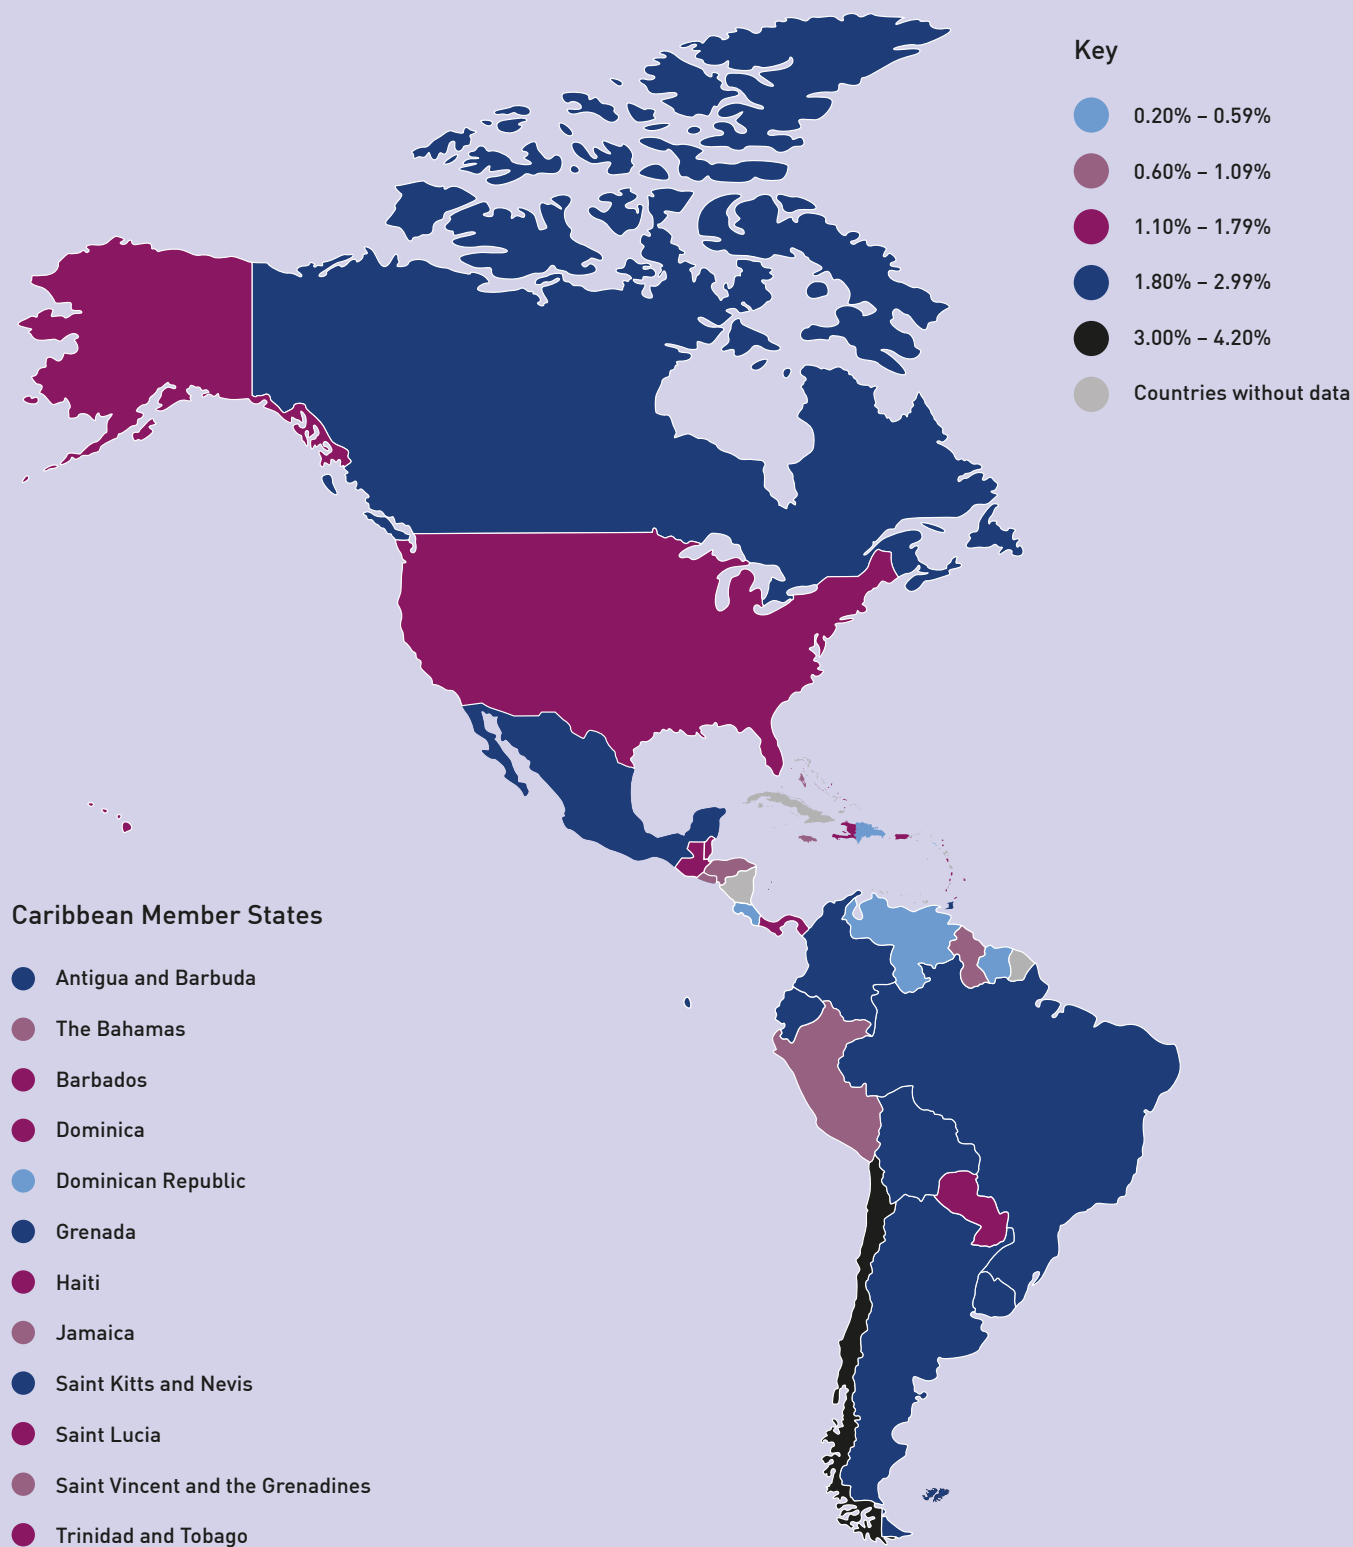 Key
0.20% – 0.59%
0.60% – 1.09%
1.10% – 1.79%
1.80% – 2.99%
3.00% – 4.20%
Countries without data
Caribbean Member States
Antigua and Barbuda
The Bahamas
Barbados
Dominica
Dominican Republic
Grenada
Haiti
Jamaica
Saint Kitts and Nevis
Saint Lucia
Saint Vincent and the Grenadines
Trinidad and Tobago